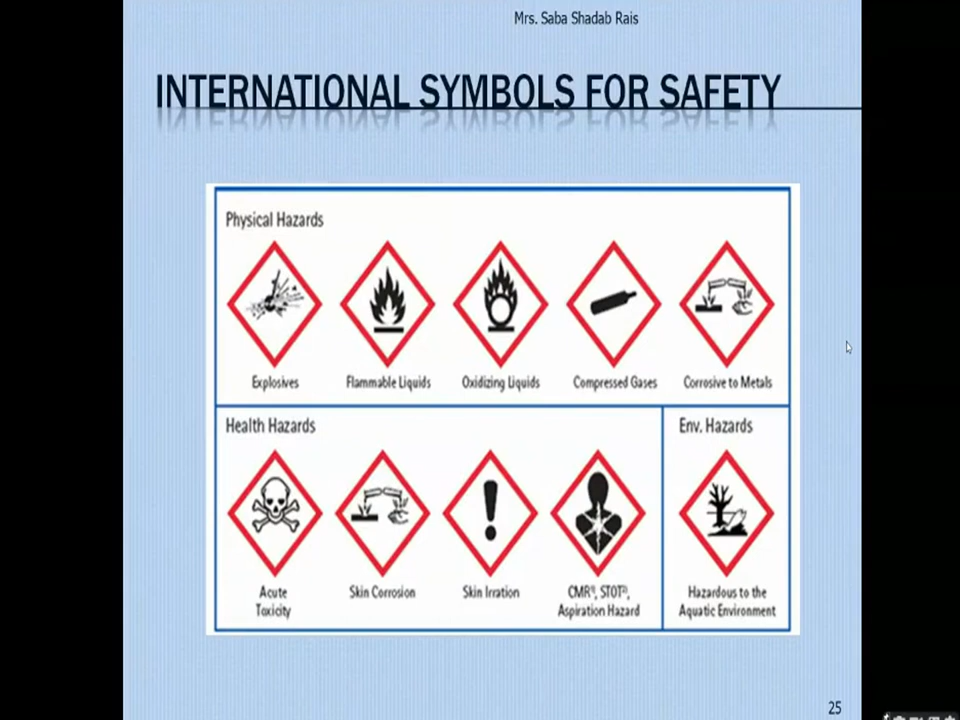 Mrs. Saba Shadab Rais
INTERNATIONAL SYMBOLS FOR SAFETY
Physical Hazards
Explosives
Flammable Liquids
Oxidizing Liquids
Compressed Gases
Corrosive to Metals
Health Hazards
Env. Hazards
Acute
Toxicity
Skin Corrosion
Skin Irration
CMR¹⁾, STOT²⁾,
Aspiration Hazard
Hazardous to the
Aquatic Environment
25